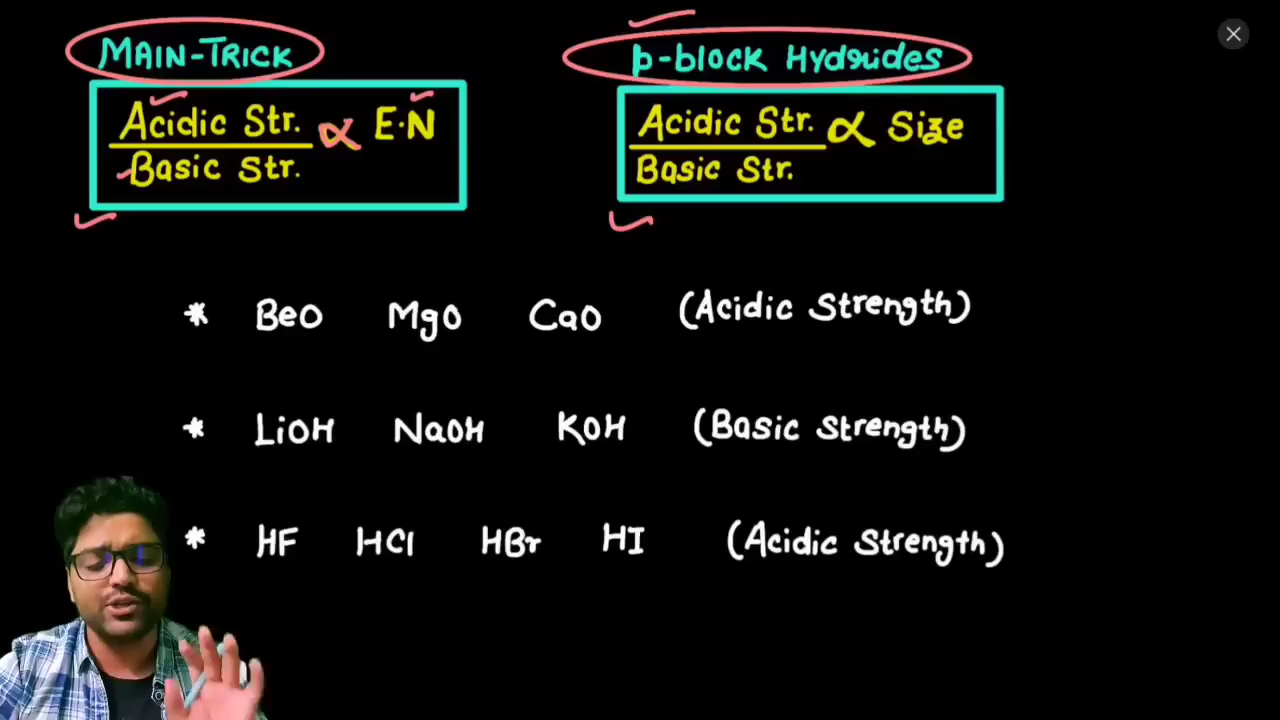 MAIN-TRICK
Acidic Str. ∝ E.N
Basic Str.
p-block Hydrides
Acidic Str. ∝ Size
Basic Str.
* BeO MgO CaO (Acidic Strength)
* LiOH NaOH KOH (Basic Strength)
* HF HCl HBr HI (Acidic Strength)